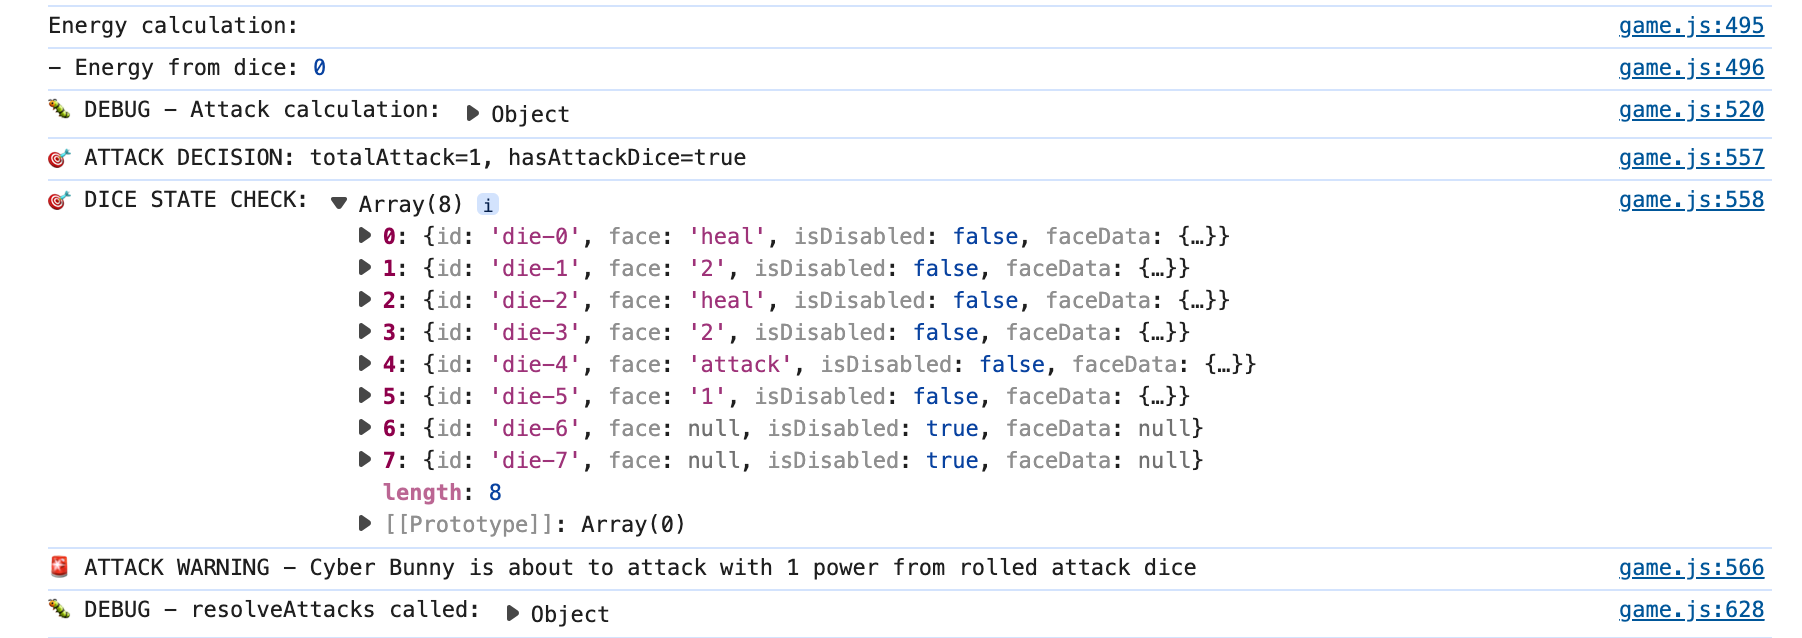 Energy calculation: game.js:495
– Energy from dice: 0 game.js:496
🐛 DEBUG – Attack calculation: ▶ Object game.js:520
🎯 ATTACK DECISION: totalAttack=1, hasAttackDice=true game.js:557
🎯 DICE STATE CHECK: ▼ Array(8) i game.js:558
▶ 0: {id: 'die–0', face: 'heal', isDisabled: false, faceData: {…}}
▶ 1: {id: 'die–1', face: '2', isDisabled: false, faceData: {…}}
▶ 2: {id: 'die–2', face: 'heal', isDisabled: false, faceData: {…}}
▶ 3: {id: 'die–3', face: '2', isDisabled: false, faceData: {…}}
▶ 4: {id: 'die–4', face: 'attack', isDisabled: false, faceData: {…}}
▶ 5: {id: 'die–5', face: '1', isDisabled: false, faceData: {…}}
▶ 6: {id: 'die–6', face: null, isDisabled: true, faceData: null}
▶ 7: {id: 'die–7', face: null, isDisabled: true, faceData: null}
length: 8
▶ [[Prototype]]: Array(0)
🚨 ATTACK WARNING – Cyber Bunny is about to attack with 1 power from rolled attack dice game.js:566
🐛 DEBUG – resolveAttacks called: ▶ Object game.js:628